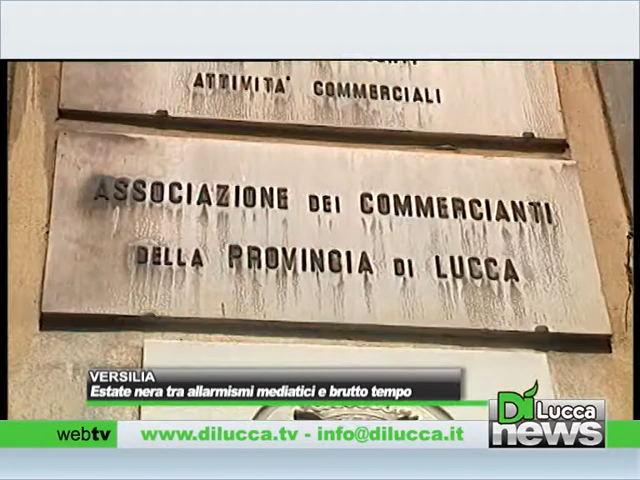 ATTIVITA' COMMERCIALI
ASSOCIAZIONE DEI COMMERCIANTI
DELLA PROVINCIA DI LUCCA
VERSILIA
Estate nera tra allarmismi mediatici e brutto tempo
webtv
www.dilucca.tv - info@dilucca.it
Di Lucca
news